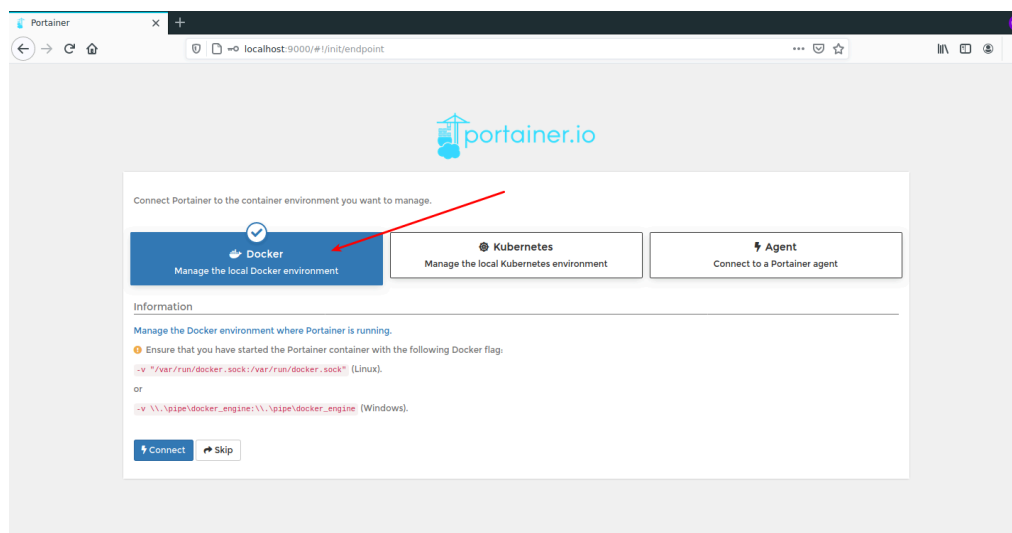 Portainer
localhost:9000/#!/init/endpoint
portainer.io
Connect Portainer to the container environment you want to manage.
Docker
Manage the local Docker environment
Kubernetes
Manage the local Kubernetes environment
Agent
Connect to a Portainer agent
Information
Manage the Docker environment where Portainer is running.
Ensure that you have started the Portainer container with the following Docker flag:
-v "/var/run/docker.sock:/var/run/docker.sock" (Linux).
or
-v \\.\pipe\docker_engine:\\.\pipe\docker_engine (Windows).
Connect Skip